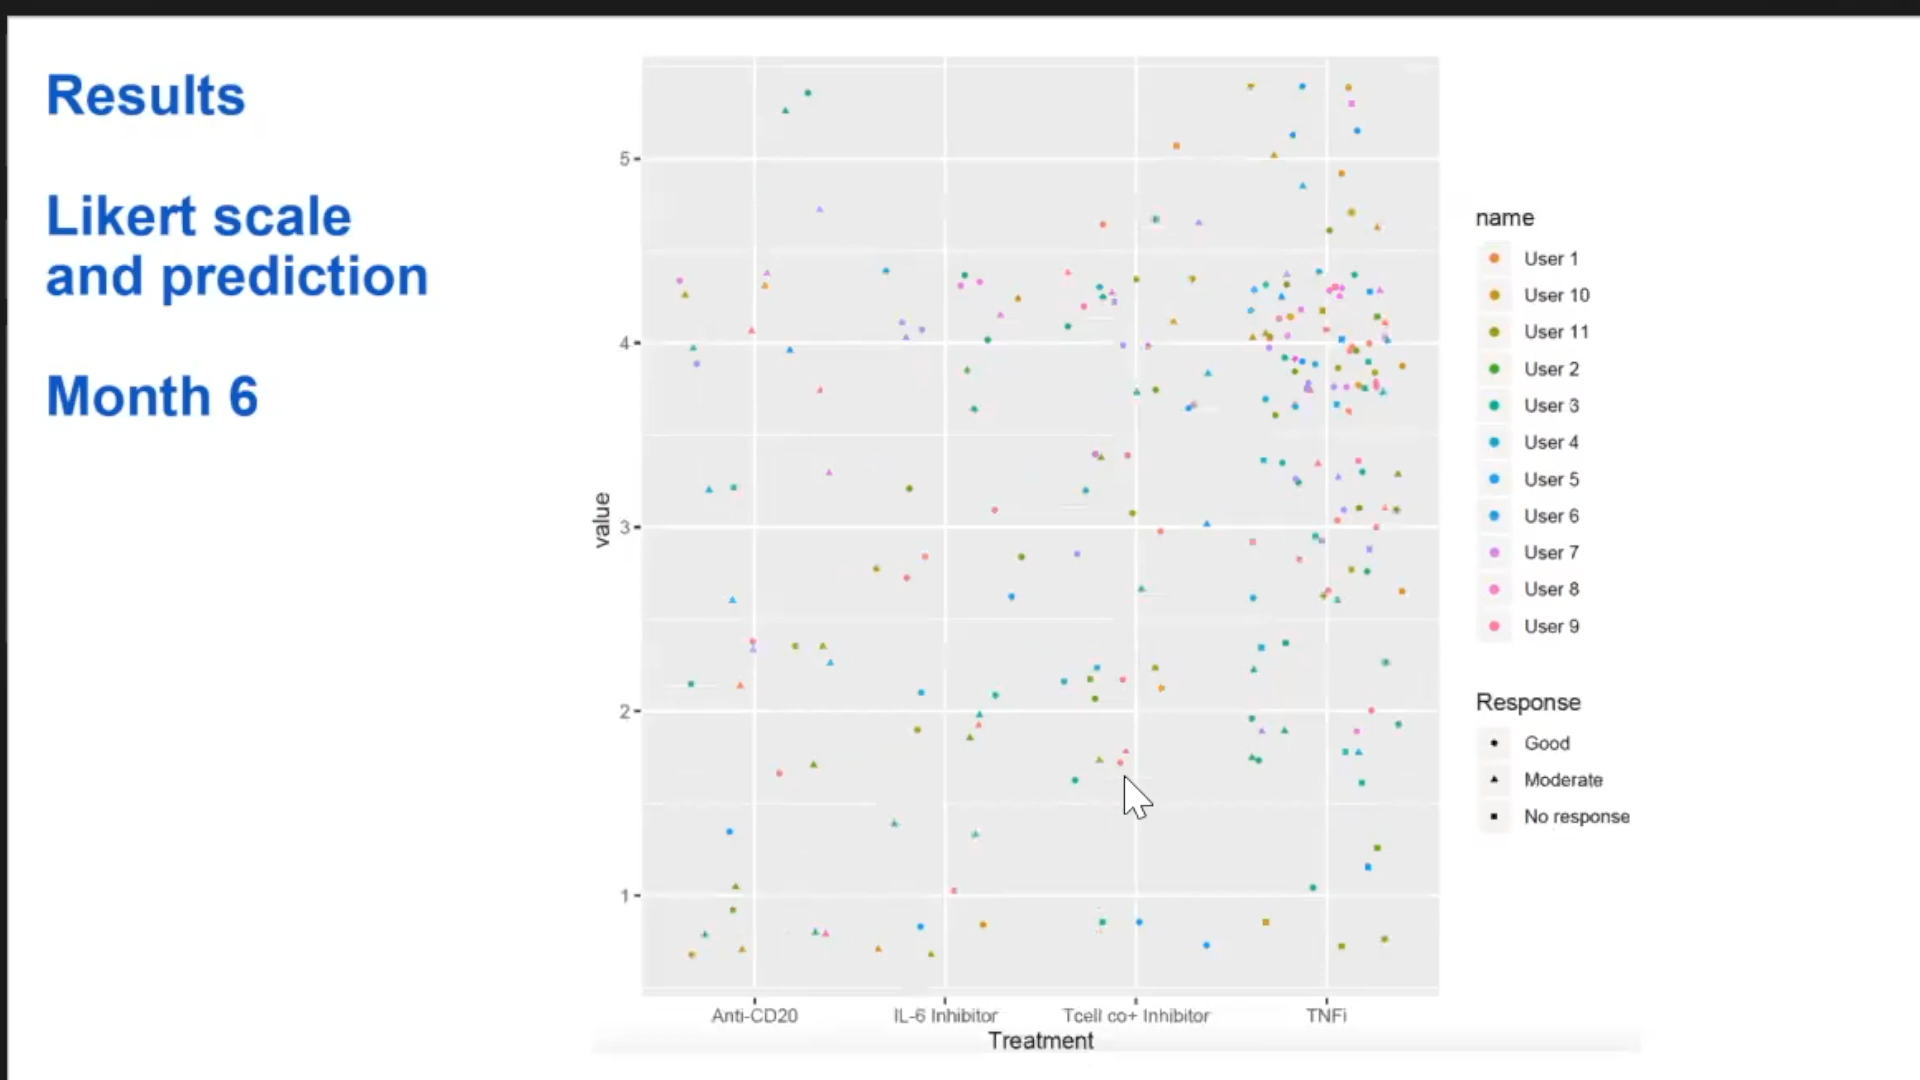 Results
Likert scale
and prediction
Month 6
5
4
3
2
1
value
Anti-CD20
IL-6 Inhibitor
Tcell co+ Inhibitor
TNFi
Treatment
name
User 1
User 10
User 11
User 2
User 3
User 4
User 5
User 6
User 7
User 8
User 9
Response
Good
Moderate
No response